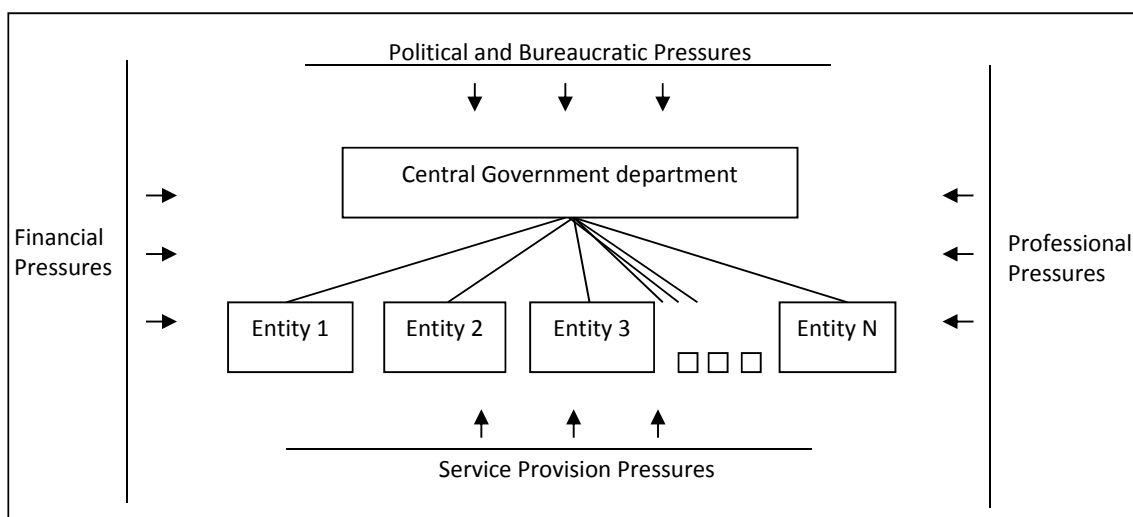 Political and Bureaucratic Pressures
Central Government department
Financial
Pressures
Professional
Pressures
Entity 1
Entity 2
Entity 3
Entity N
Service Provision Pressures